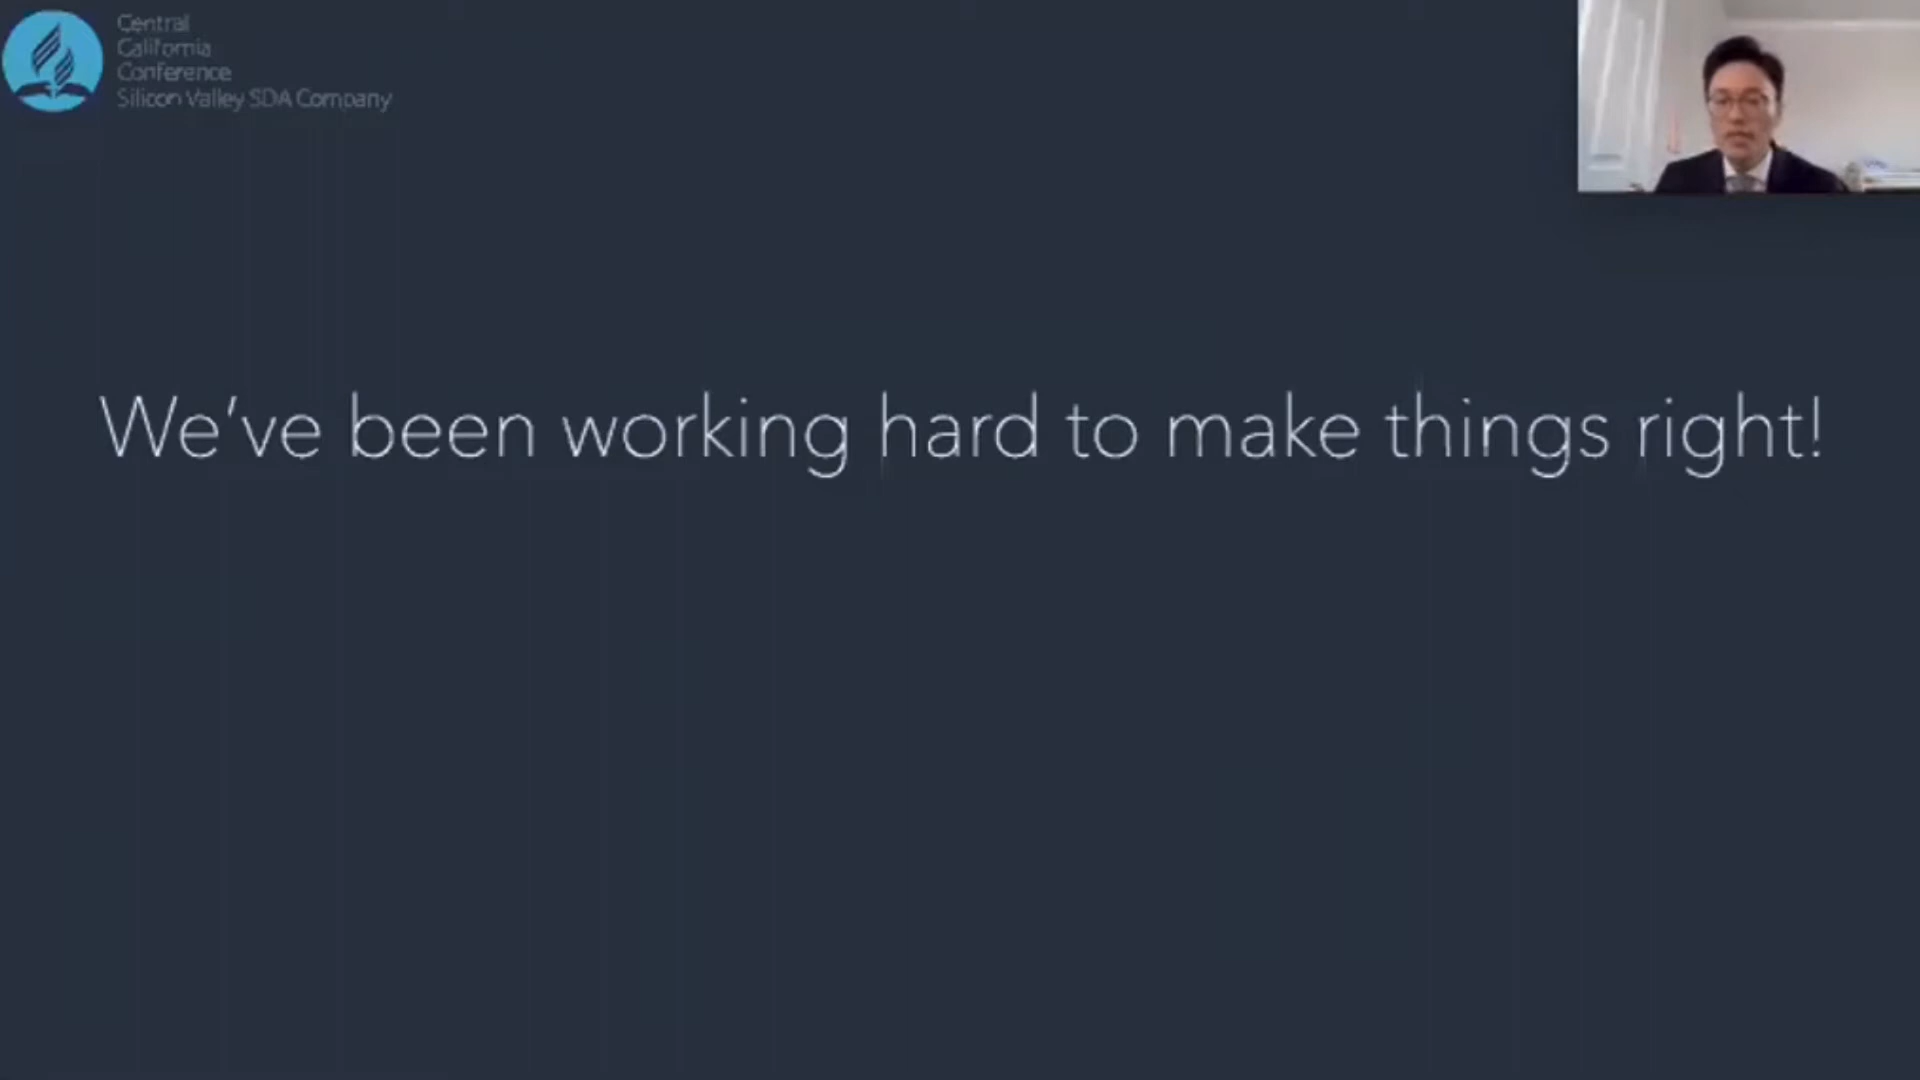 Central
California
Conference
Silicon Valley SDA Company
We've been working hard to make things right!